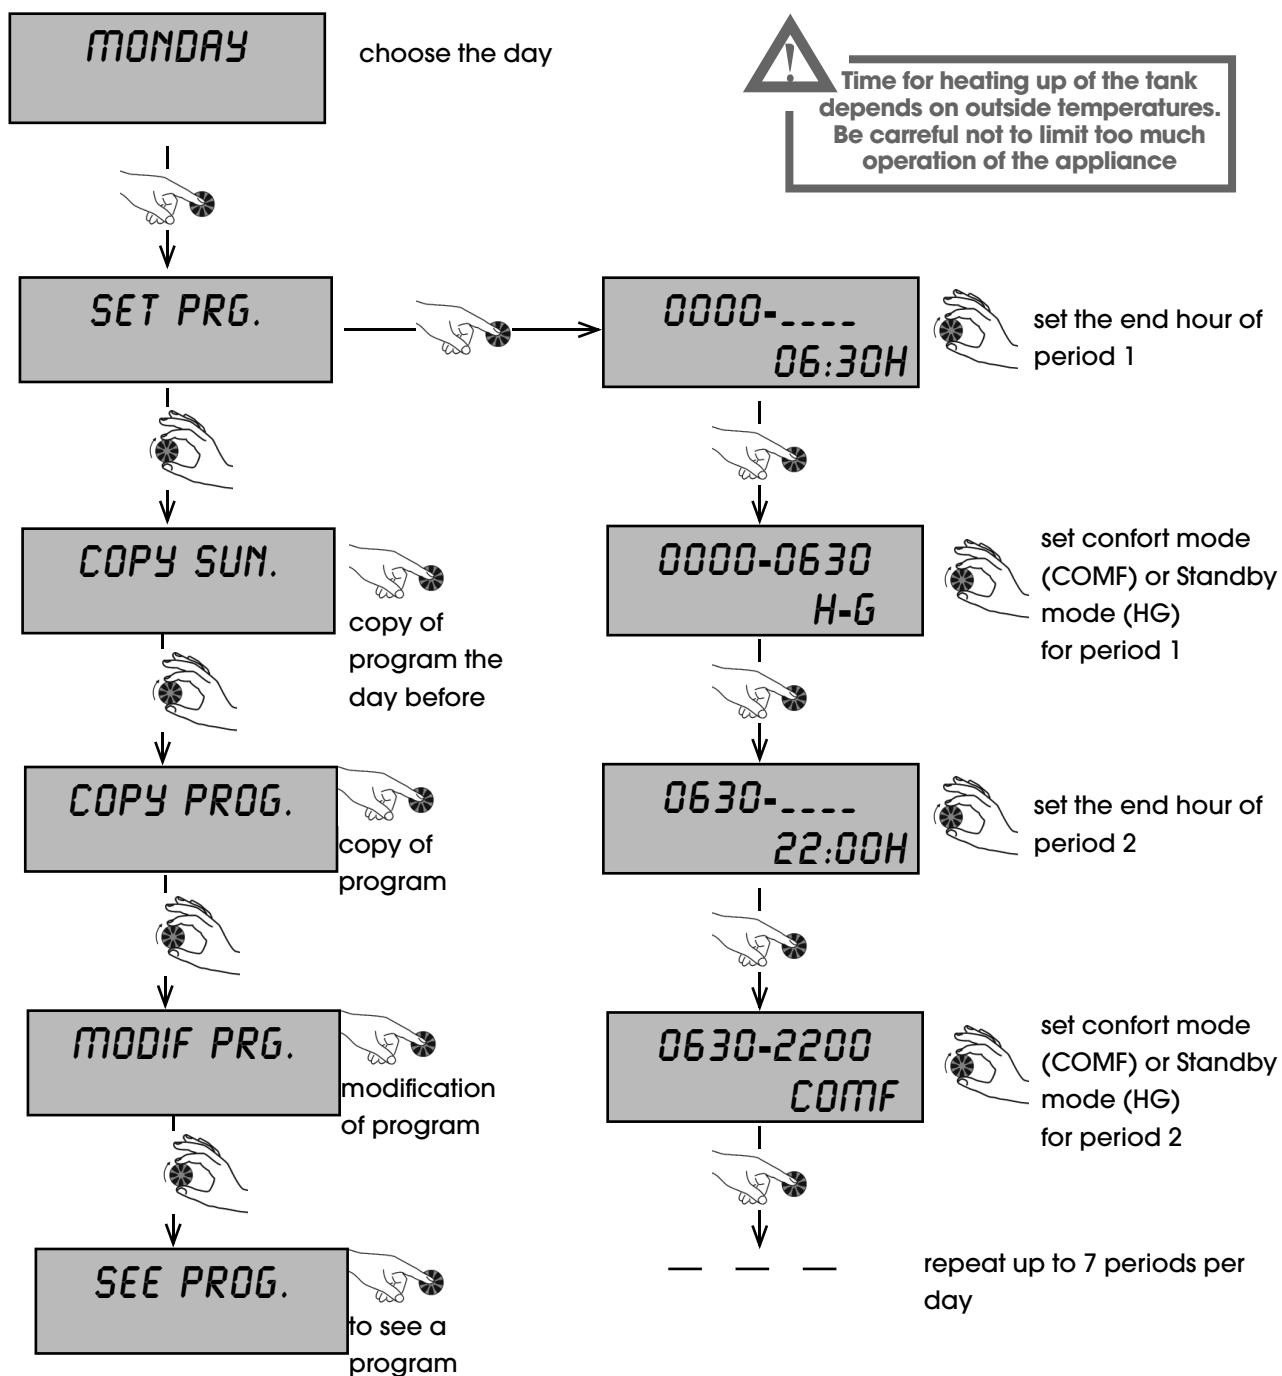 MONDAY
choose the day
Time for heating up of the tank
depends on outside temperatures.
Be carreful not to limit too much
operation of the appliance
SET PRG.
0000-____
06:30H
set the end hour of
period 1
COPY SUN.
copy of
program the
day before
0000-0630
H-G
set confort mode
(COMF) or Standby
mode (HG)
for period 1
COPY PROG.
copy of
program
0630-____
22:00H
set the end hour of
period 2
MODIF PRG.
modification
of program
0630-2200
COMF
set confort mode
(COMF) or Standby
mode (HG)
for period 2
SEE PROG.
to see a
program
repeat up to 7 periods per
day